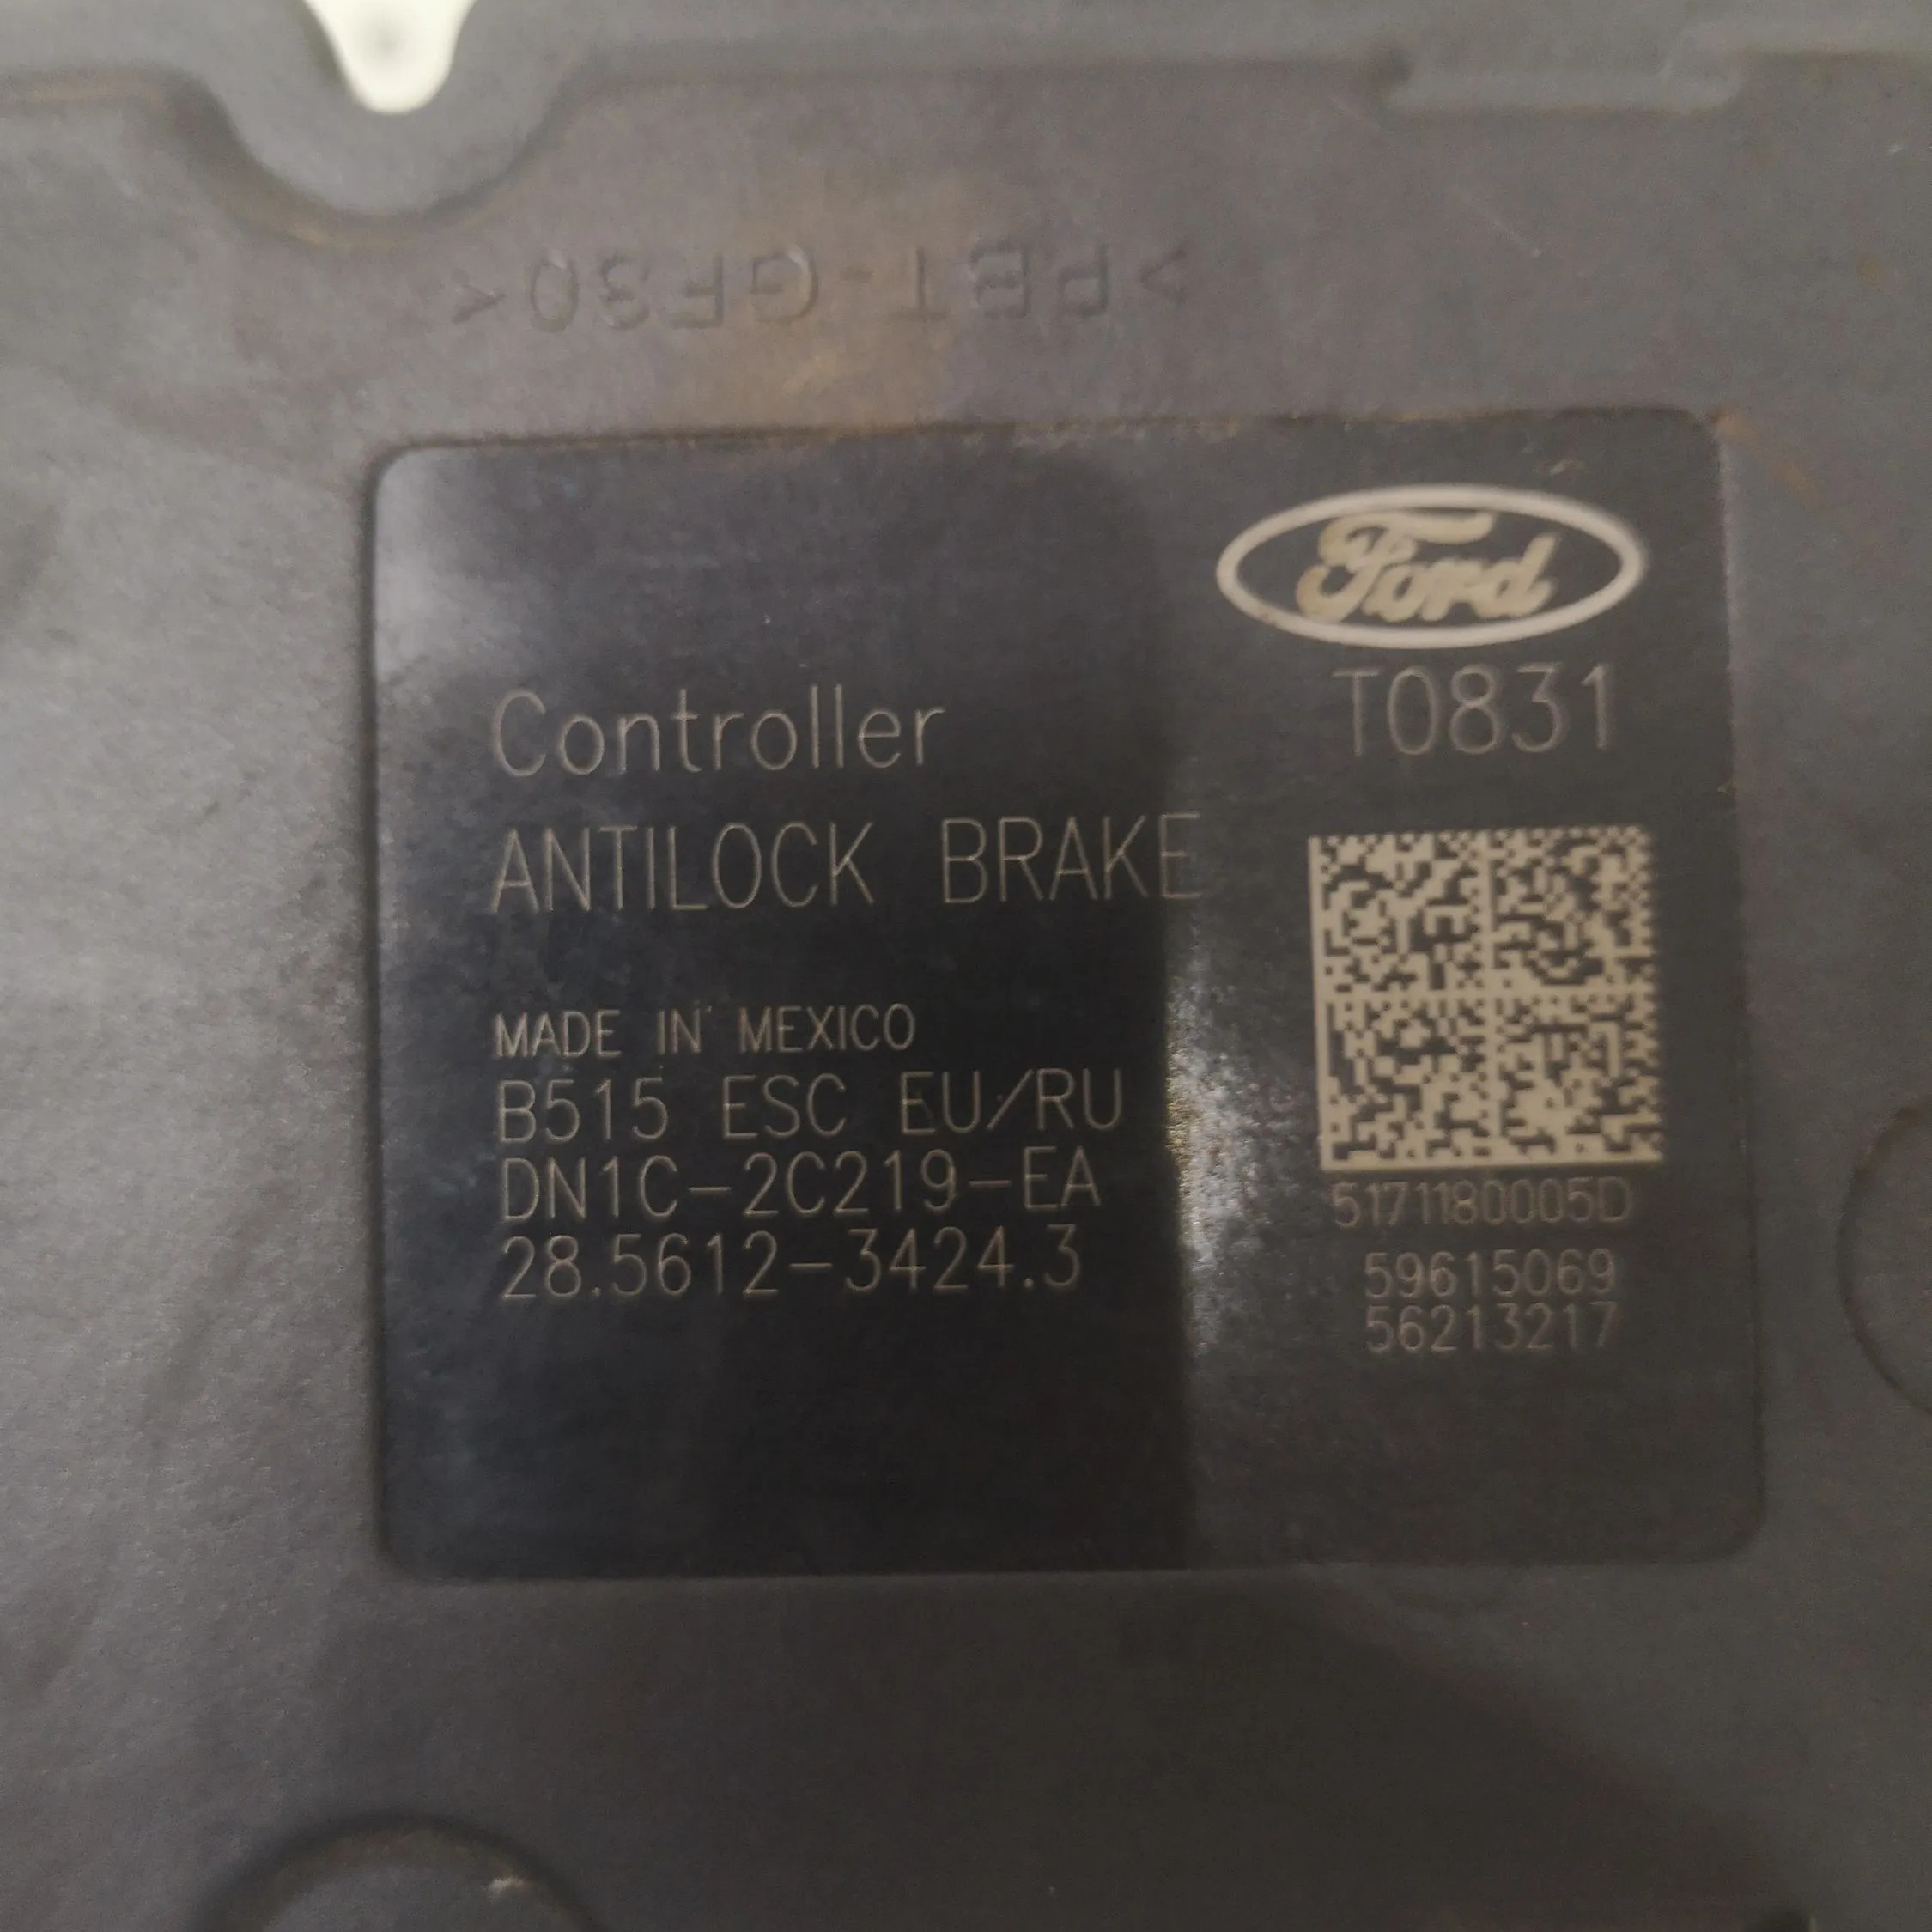 >PBT-GF30<
Ford
T0831
Controller
ANTILOCK BRAKE
MADE IN MEXICO
B515 ESC EU/RU
DN1C-2C219-EA
28.5612-3424.3
5171180005D
59615069
56213217